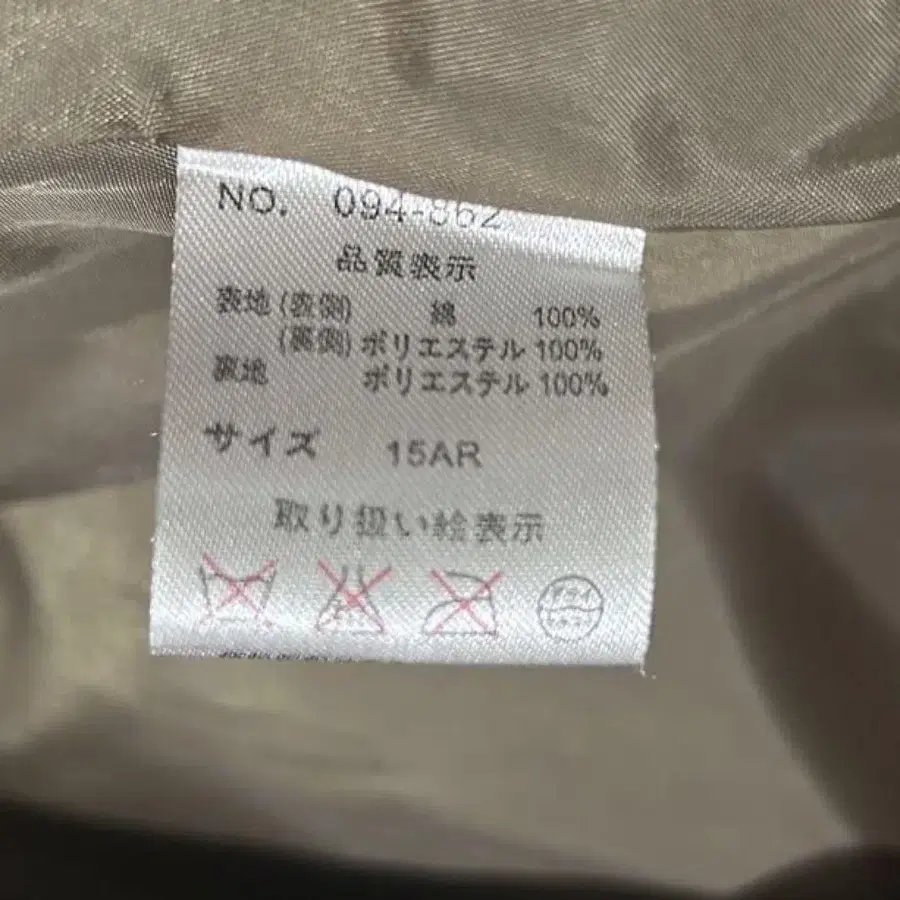 NO. 094-862
品質表示
表地(表側) 綿 100%
(裏側) ポリエステル 100%
裏地 ポリエステル 100%
サイズ 15AR
取り扱い絵表示